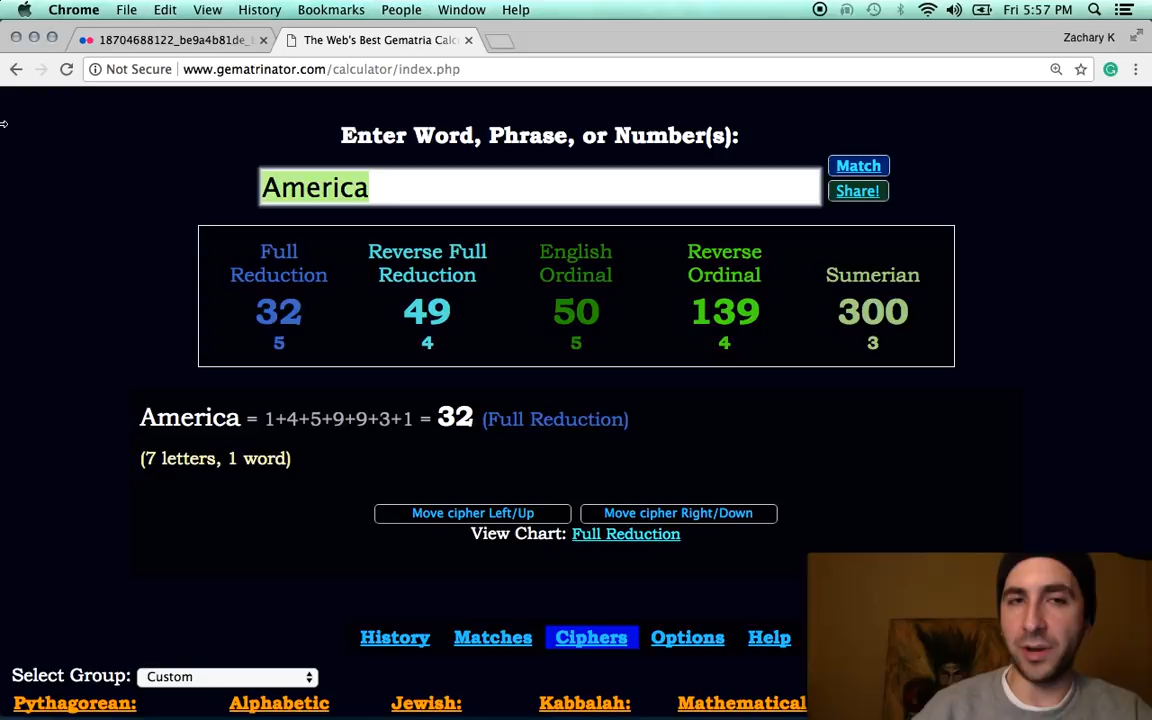 Chrome File Edit View History Bookmarks People Window Help Fri 5:57 PM
18704688122_be9a4b81de_ The Web's Best Gematria Calc Zachary K
Not Secure www.gematrinator.com/calculator/index.php
Enter Word, Phrase, or Number(s):
America
Match
Share!
Full Reduction Reverse Full Reduction English Ordinal Reverse Ordinal Sumerian
32 49 50 139 300
5 4 5 4 3
America = 1+4+5+9+9+3+1 = 32 (Full Reduction)
(7 letters, 1 word)
Move cipher Left/Up Move cipher Right/Down
View Chart: Full Reduction
History Matches Ciphers Options Help
Select Group: Custom
Pythagorean: Alphabetic Jewish: Kabbalah: Mathematical